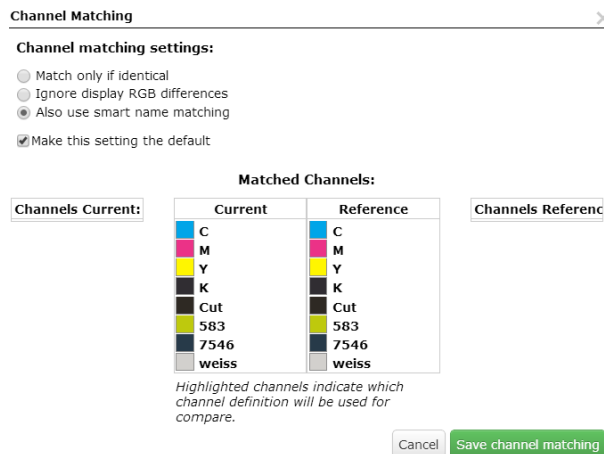 Channel Matching
Channel matching settings:
Match only if identical
Ignore display RGB differences
Also use smart name matching
Make this setting the default
Matched Channels:
Channels Current:
Current
Reference
Channels Referenc
C
C
M
M
Y
Y
K
K
Cut
Cut
583
583
7546
7546
weiss
weiss
Highlighted channels indicate which
channel definition will be used for
compare.
Cancel
Save channel matching